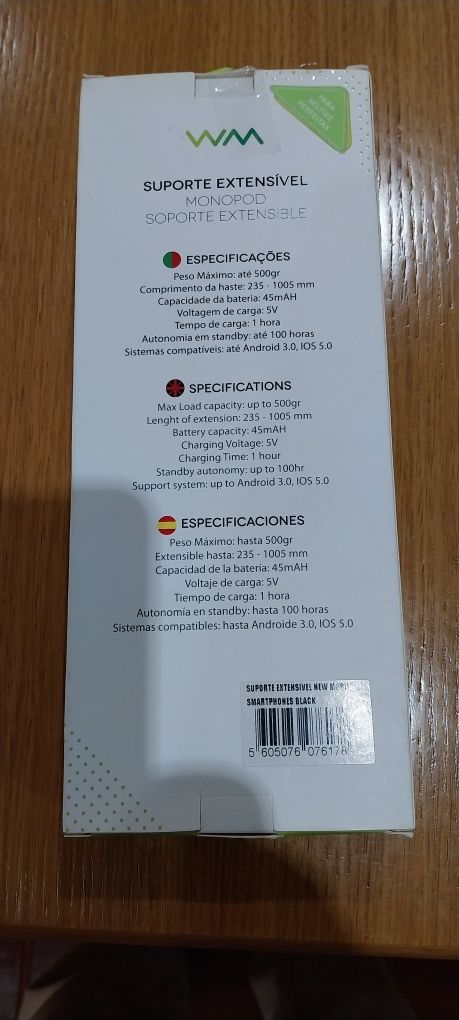 PARA
SELFIES
PERFEITAS
WM
SUPORTE EXTENSÍVEL
MONOPOD
SOPORTE EXTENSIBLE
ESPECIFICAÇÕES
Peso Máximo: até 500gr
Comprimento da haste: 235 - 1005 mm
Capacidade da bateria: 45mAH
Voltagem de carga: 5V
Tempo de carga: 1 hora
Autonomia em standby: até 100 horas
Sistemas compatíveis: até Android 3.0, IOS 5.0
SPECIFICATIONS
Max Load capacity: up to 500gr
Lenght of extension: 235 - 1005 mm
Battery capacity: 45mAH
Charging Voltage: 5V
Charging Time: 1 hour
Standby autonomy: up to 100hr
Support system: up to Android 3.0, IOS 5.0
ESPECIFICACIONES
Peso Máximo: hasta 500gr
Extensible hasta: 235 - 1005 mm
Capacidad de la bateria: 45mAH
Voltaje de carga: 5V
Tiempo de carga: 1 hora
Autonomía en standby: hasta 100 horas
Sistemas compatibles: hasta Androide 3.0, IOS 5.0
SUPORTE EXTENSIVEL NEW
SMARTPHONES BLACK
5 605076 076178